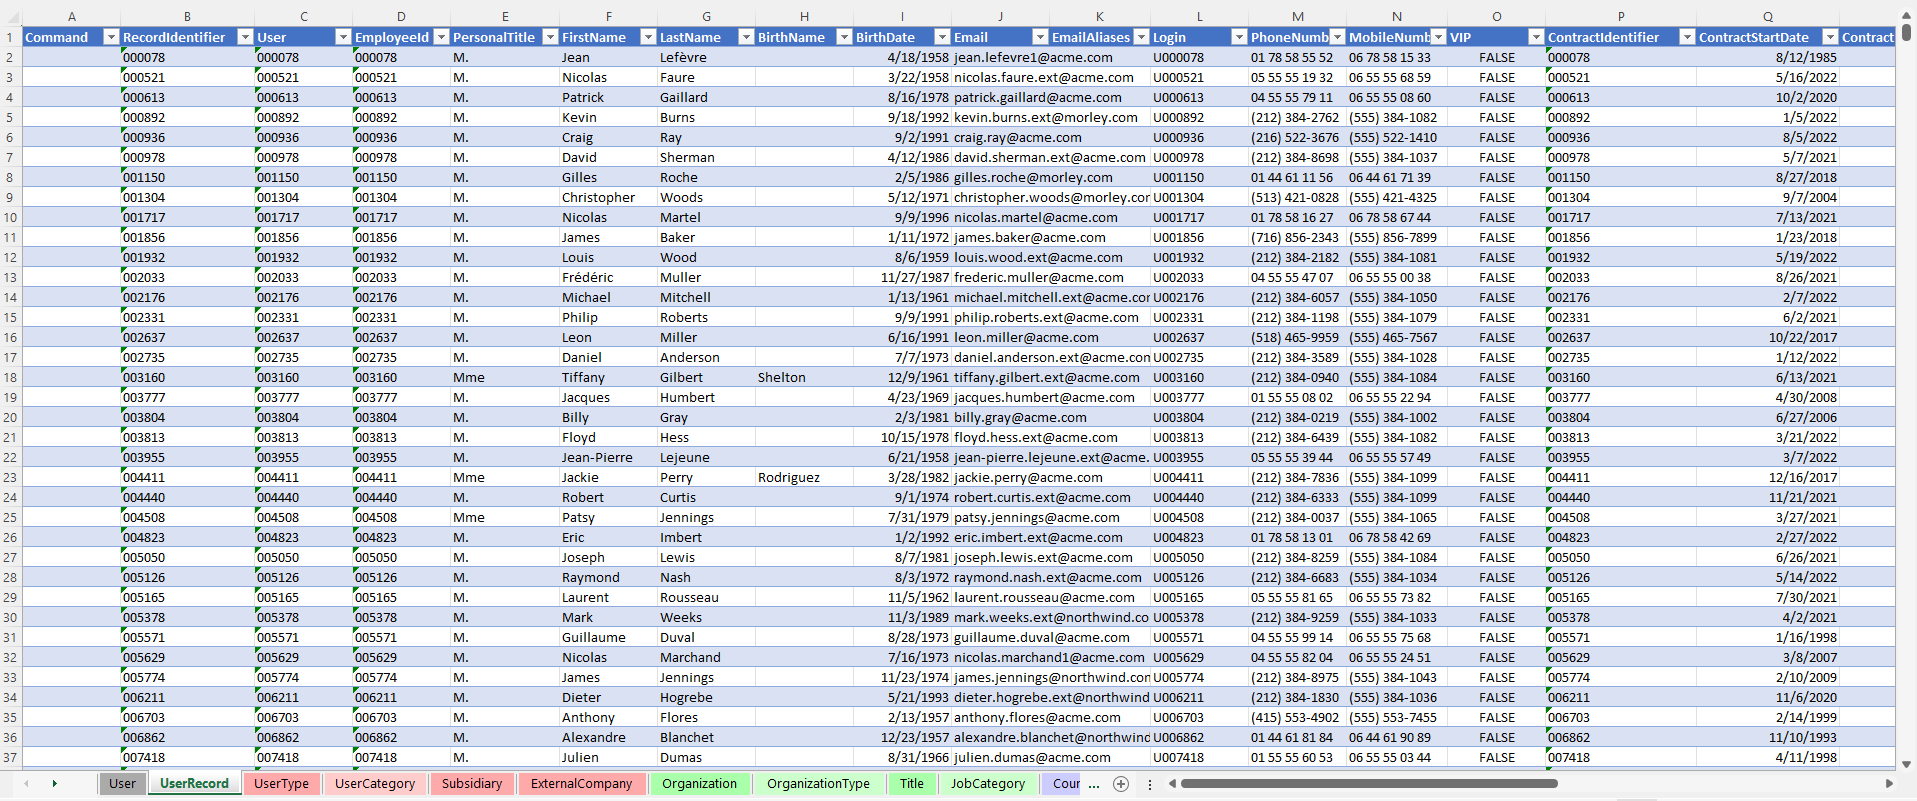 A B C D E F G H I J K L M N O P Q
1 Command RecordIdentifier User EmployeeId PersonalTitle FirstName LastName BirthName BirthDate Email EmailAliases Login PhoneNumb MobileNumb VIP ContractIdentifier ContractStartDate Contract
2 000078 000078 000078 M. Jean Lefèvre 4/18/1958 jean.lefevre1@acme.com U000078 01 78 58 55 52 06 78 58 15 33 FALSE 000078 8/12/1985
3 000521 000521 000521 M. Nicolas Faure 3/22/1958 nicolas.faure.ext@acme.com U000521 05 55 55 19 32 06 55 55 68 59 FALSE 000521 5/16/2022
4 000613 000613 000613 M. Patrick Gaillard 8/16/1978 patrick.gaillard@acme.com U000613 04 55 55 79 11 06 55 55 08 60 FALSE 000613 10/2/2020
5 000892 000892 000892 M. Kevin Burns 9/18/1992 kevin.burns.ext@morley.com U000892 (212) 384-2762 (555) 384-1082 FALSE 000892 1/5/2022
6 000936 000936 000936 M. Craig Ray 9/2/1991 craig.ray@acme.com U000936 (216) 522-3676 (555) 522-1410 FALSE 000936 8/5/2022
7 000978 000978 000978 M. David Sherman 4/12/1986 david.sherman.ext@acme.com U000978 (212) 384-8698 (555) 384-1037 FALSE 000978 5/7/2021
8 001150 001150 001150 M. Gilles Roche 2/5/1986 gilles.roche@morley.com U001150 01 44 61 11 56 06 44 61 71 39 FALSE 001150 8/27/2018
9 001304 001304 001304 M. Christopher Woods 5/12/1971 christopher.woods@morley.cor U001304 (513) 421-0828 (555) 421-4325 FALSE 001304 9/7/2004
10 001717 001717 001717 M. Nicolas Martel 9/9/1996 nicolas.martel@acme.com U001717 01 78 58 16 27 06 78 58 67 44 FALSE 001717 7/13/2021
11 001856 001856 001856 M. James Baker 1/11/1972 james.baker@acme.com U001856 (716) 856-2343 (555) 856-7899 FALSE 001856 1/23/2018
12 001932 001932 001932 M. Louis Wood 8/6/1959 louis.wood.ext@acme.com U001932 (212) 384-2182 (555) 384-1081 FALSE 001932 5/19/2022
13 002033 002033 002033 M. Frédéric Muller 11/27/1987 frederic.muller@acme.com U002033 04 55 55 47 07 06 55 55 00 38 FALSE 002033 8/26/2021
14 002176 002176 002176 M. Michael Mitchell 1/13/1961 michael.mitchell.ext@acme.cor U002176 (212) 384-6057 (555) 384-1050 FALSE 002176 2/7/2022
15 002331 002331 002331 M. Philip Roberts 9/9/1991 philip.roberts.ext@acme.com U002331 (212) 384-1198 (555) 384-1079 FALSE 002331 6/2/2021
16 002637 002637 002637 M. Leon Miller 6/16/1991 leon.miller@acme.com U002637 (518) 465-9959 (555) 465-7567 FALSE 002637 10/22/2017
17 002735 002735 002735 M. Daniel Anderson 7/7/1973 daniel.anderson.ext@acme.con U002735 (212) 384-3589 (555) 384-1028 FALSE 002735 1/12/2022
18 003160 003160 003160 Mme Tiffany Gilbert Shelton 12/9/1961 tiffany.gilbert.ext@acme.com U003160 (212) 384-0940 (555) 384-1084 FALSE 003160 6/13/2021
19 003777 003777 003777 M. Jacques Humbert 4/23/1969 jacques.humbert@acme.com U003777 01 55 55 08 02 06 55 55 22 94 FALSE 003777 4/30/2008
20 003804 003804 003804 M. Billy Gray 2/3/1981 billy.gray@acme.com U003804 (212) 384-0219 (555) 384-1002 FALSE 003804 6/27/2006
21 003813 003813 003813 M. Floyd Hess 10/15/1978 floyd.hess.ext@acme.com U003813 (212) 384-6439 (555) 384-1082 FALSE 003813 3/21/2022
22 003955 003955 003955 M. Jean-Pierre Lejeune 6/21/1958 jean-pierre.lejeune.ext@acme. U003955 05 55 55 39 44 06 55 55 57 49 FALSE 003955 3/7/2022
23 004411 004411 004411 Mme Jackie Perry Rodriguez 3/28/1982 jackie.perry@acme.com U004411 (212) 384-7836 (555) 384-1099 FALSE 004411 12/16/2017
24 004440 004440 004440 M. Robert Curtis 9/1/1974 robert.curtis.ext@acme.com U004440 (212) 384-6333 (555) 384-1099 FALSE 004440 11/21/2021
25 004508 004508 004508 Mme Patsy Jennings 7/31/1979 patsy.jennings@acme.com U004508 (212) 384-0037 (555) 384-1065 FALSE 004508 3/27/2021
26 004823 004823 004823 M. Eric Imbert 1/2/1992 eric.imbert.ext@acme.com U004823 01 78 58 13 01 06 78 58 42 69 FALSE 004823 2/27/2022
27 005050 005050 005050 M. Joseph Lewis 8/7/1981 joseph.lewis.ext@acme.com U005050 (212) 384-8259 (555) 384-1084 FALSE 005050 6/26/2021
28 005126 005126 005126 M. Raymond Nash 8/3/1972 raymond.nash.ext@acme.com U005126 (212) 384-6683 (555) 384-1034 FALSE 005126 5/14/2022
29 005165 005165 005165 M. Laurent Rousseau 11/5/1962 laurent.rousseau@acme.com U005165 05 55 55 81 65 06 55 55 73 82 FALSE 005165 7/30/2021
30 005378 005378 005378 M. Mark Weeks 11/3/1989 mark.weeks.ext@northwind.co U005378 (212) 384-9259 (555) 384-1033 FALSE 005378 4/2/2021
31 005571 005571 005571 M. Guillaume Duval 8/28/1973 guillaume.duval@acme.com U005571 04 55 55 99 14 06 55 55 75 68 FALSE 005571 1/16/1998
32 005629 005629 005629 M. Nicolas Marchand 7/16/1973 nicolas.marchand1@acme.com U005629 04 55 55 82 04 06 55 55 24 51 FALSE 005629 3/8/2007
33 005774 005774 005774 M. James Jennings 11/23/1974 james.jennings@northwind.con U005774 (212) 384-8975 (555) 384-1043 FALSE 005774 2/10/2009
34 006211 006211 006211 M. Dieter Hogrebe 5/21/1993 dieter.hogrebe.ext@northwind U006211 (212) 384-1830 (555) 384-1036 FALSE 006211 11/6/2020
35 006703 006703 006703 M. Anthony Flores 2/13/1957 anthony.flores@acme.com U006703 (415) 553-4902 (555) 553-7455 FALSE 006703 2/14/1999
36 006862 006862 006862 M. Alexandre Blanchet 12/23/1957 alexandre.blanchet@northwinc U006862 01 44 61 81 84 06 44 61 90 89 FALSE 006862 11/10/1993
37 007418 007418 007418 M. Julien Dumas 8/31/1966 julien.dumas@acme.com U007418 01 55 55 60 53 06 55 55 03 44 FALSE 007418 4/11/1998
User UserRecord UserType UserCategory Subsidiary ExternalCompany Organization OrganizationType Title JobCategory Cour ...